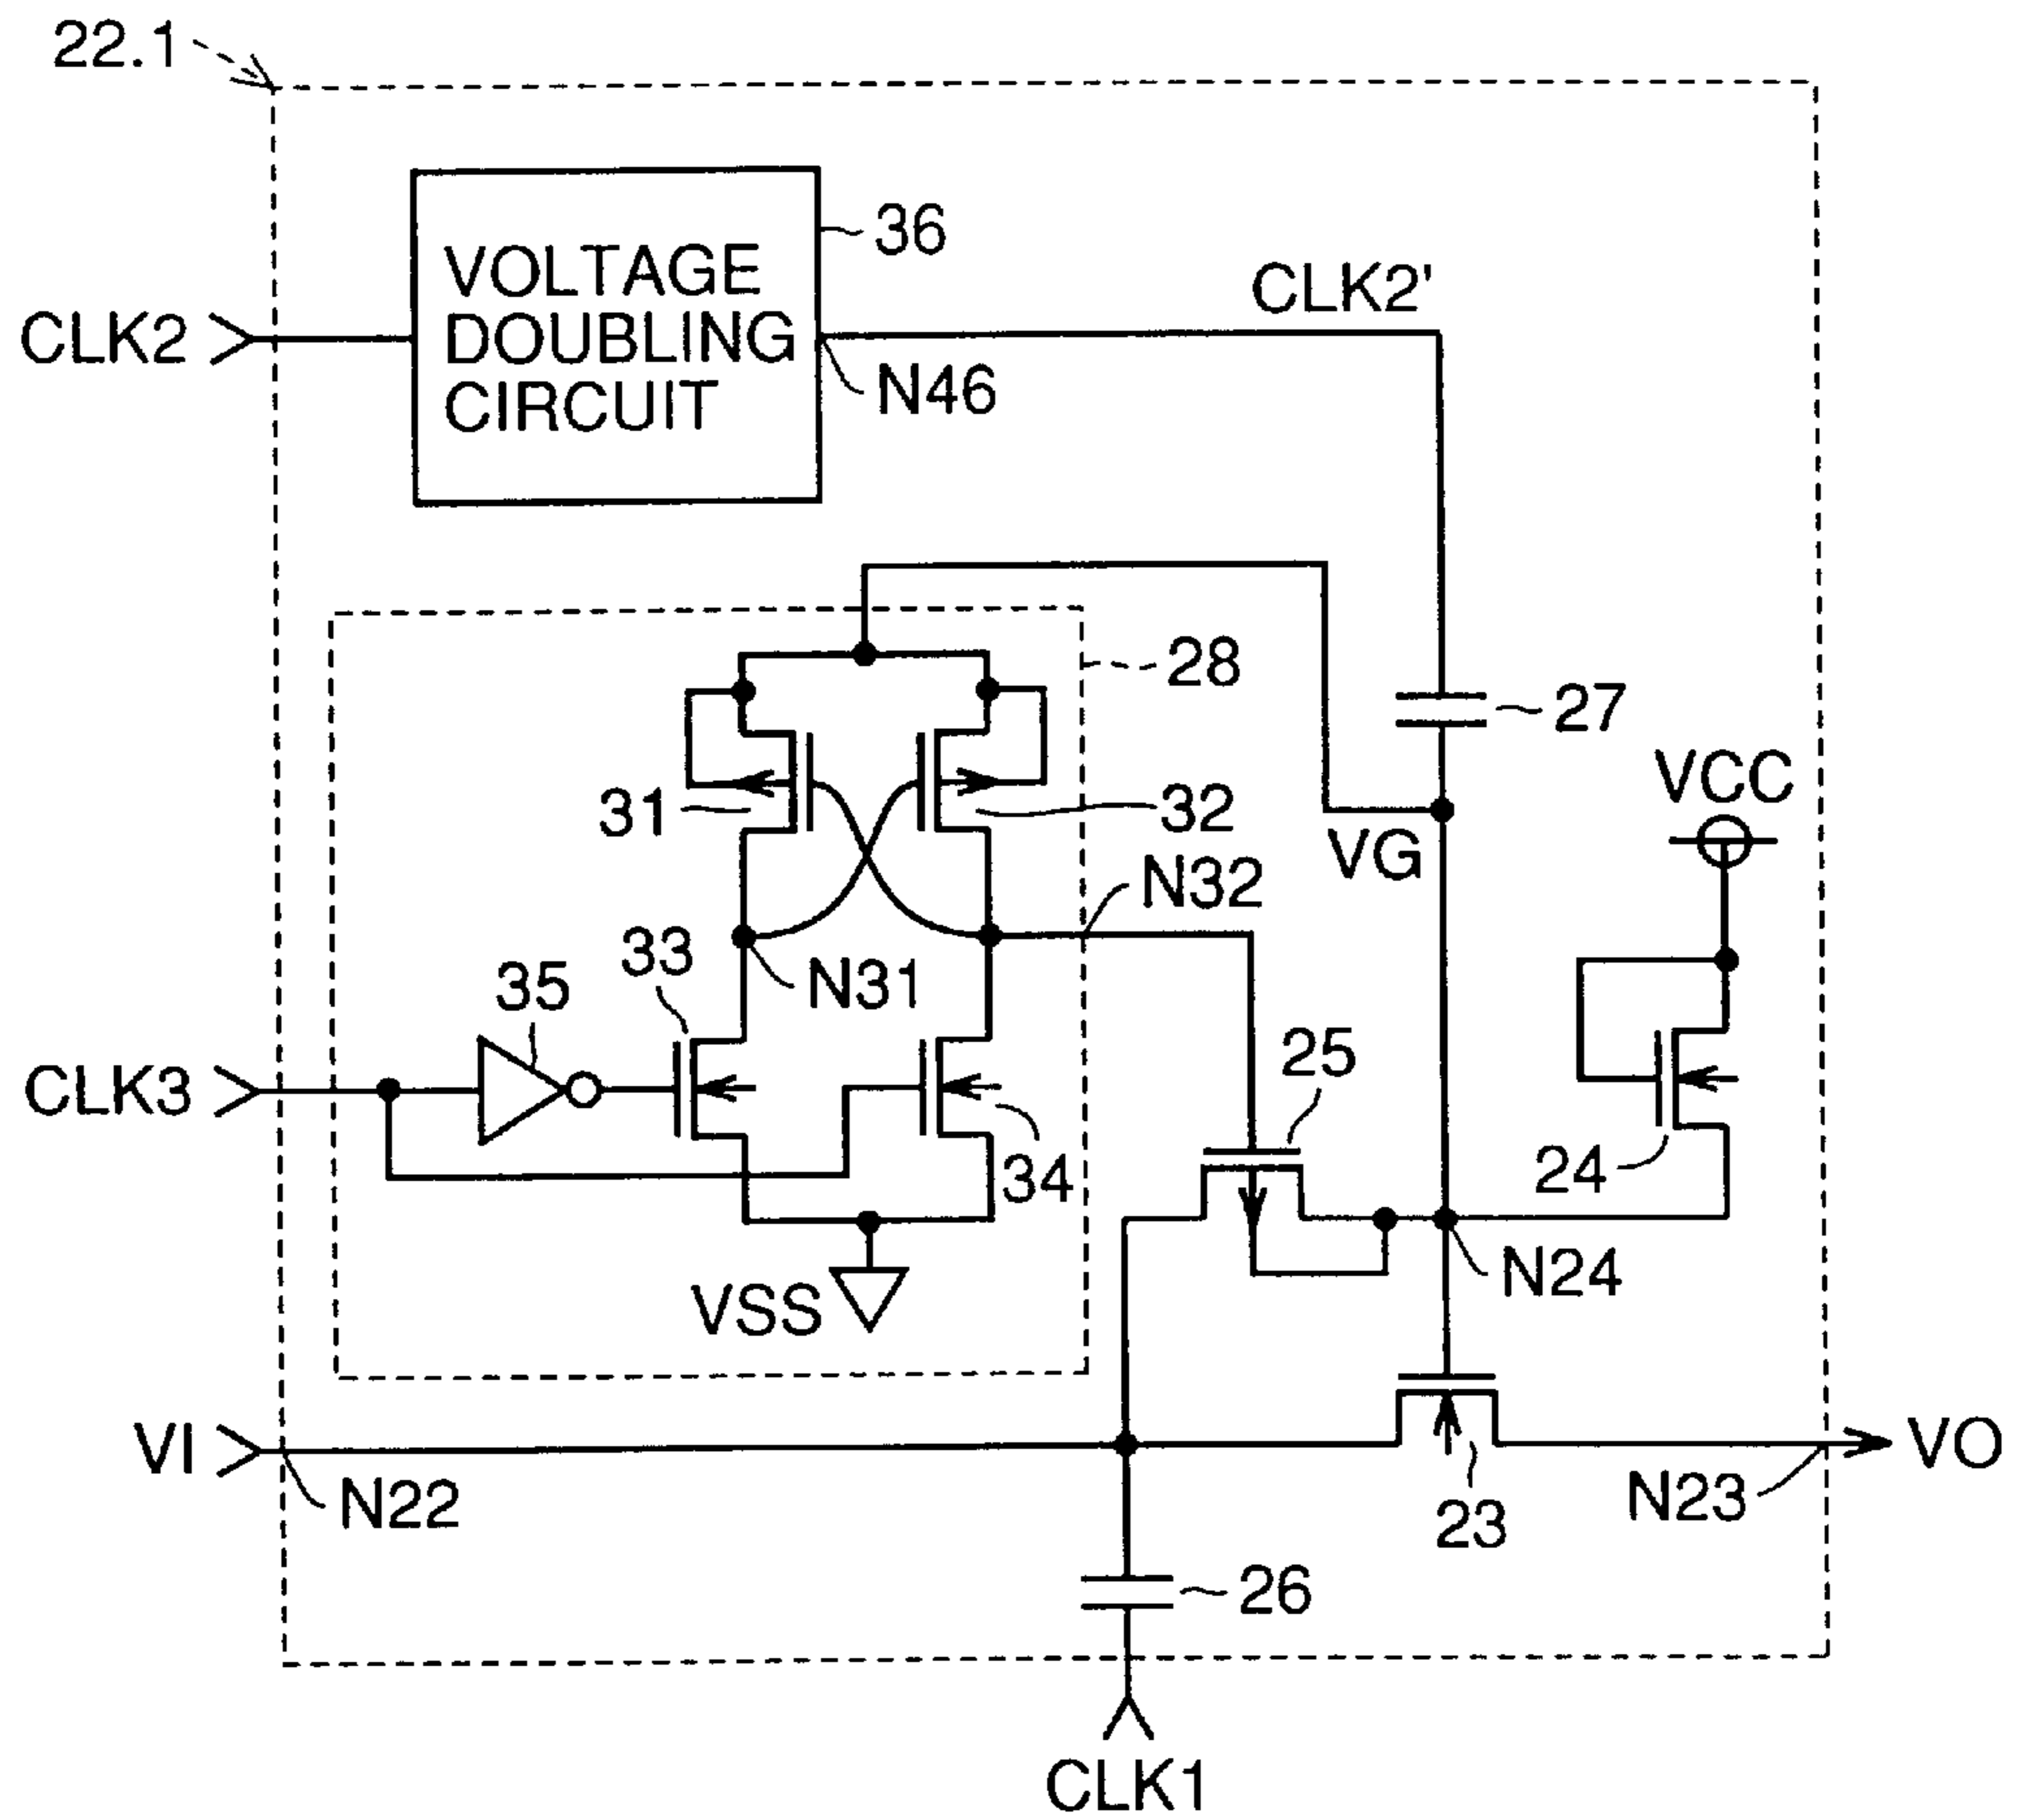 22.1
36
VOLTAGE
DOUBLING
CIRCUIT
CLK2
CLK2'
N46
28
27
VCC
31
32
VG
N32
33
N31
35
25
CLK3
34
24
N24
VSS
VI
N22
N23
VO
23
26
CLK1